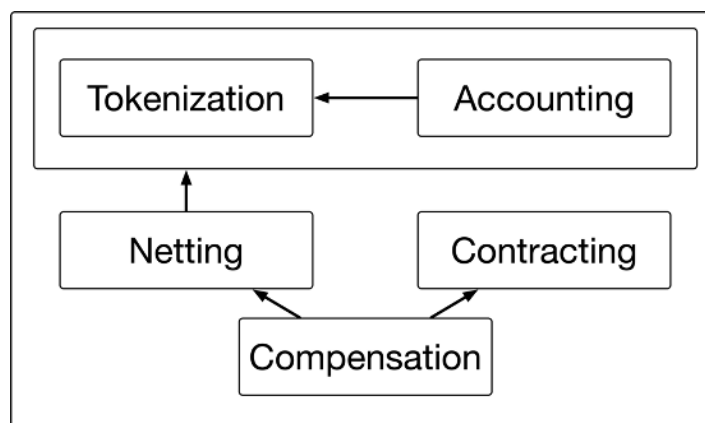 Tokenization
Accounting
Netting
Contracting
Compensation